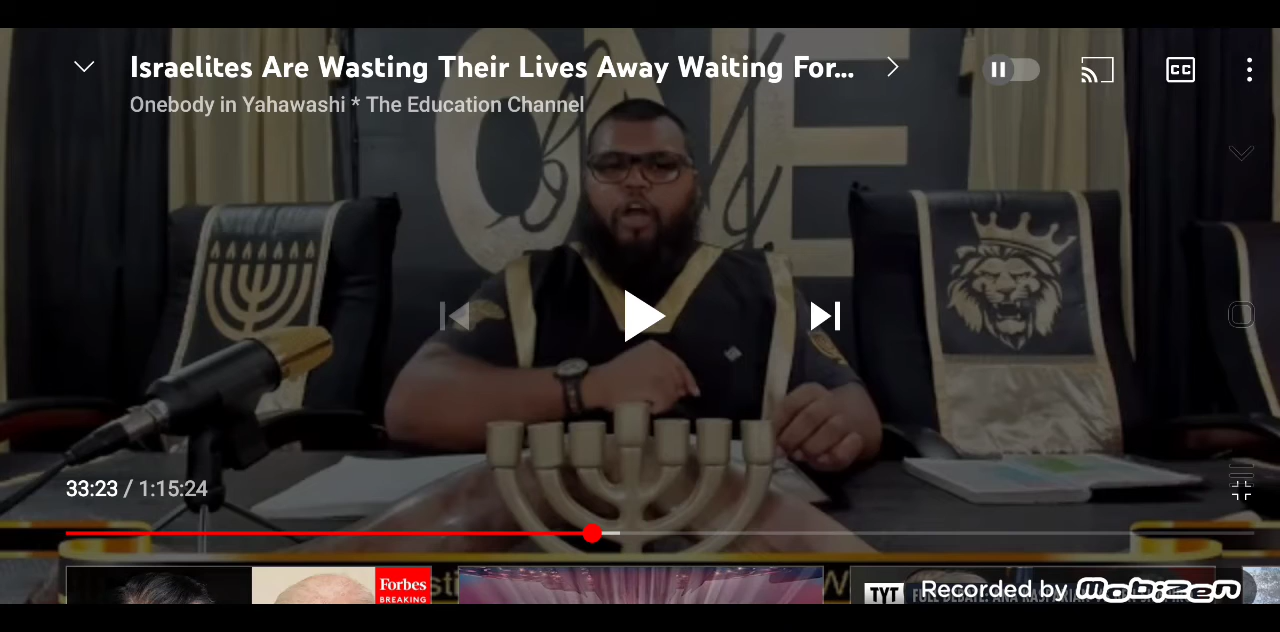 Israelites Are Wasting Their Lives Away Waiting For...
Onebody in Yahawashi * The Education Channel
CC
ONE
33:23 / 1:15:24
Forbes
BREAKING
TYT
Recorded by Mobizen